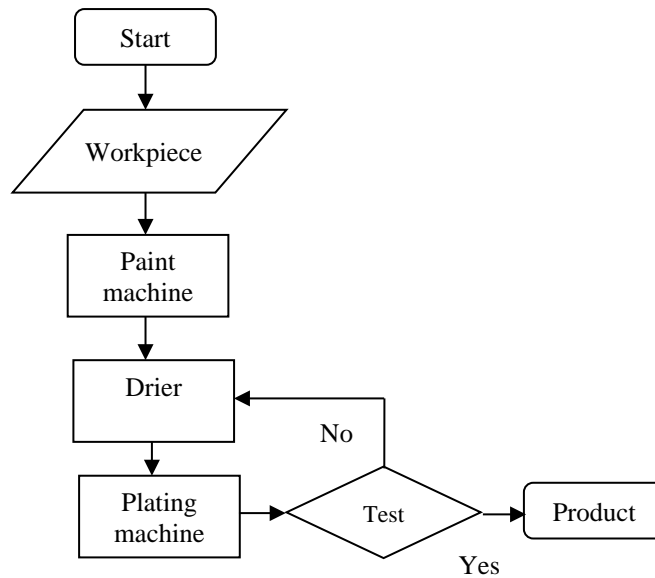 Start
Workpiece
Paint
machine
Drier
No
Plating
machine
Test
Product
Yes